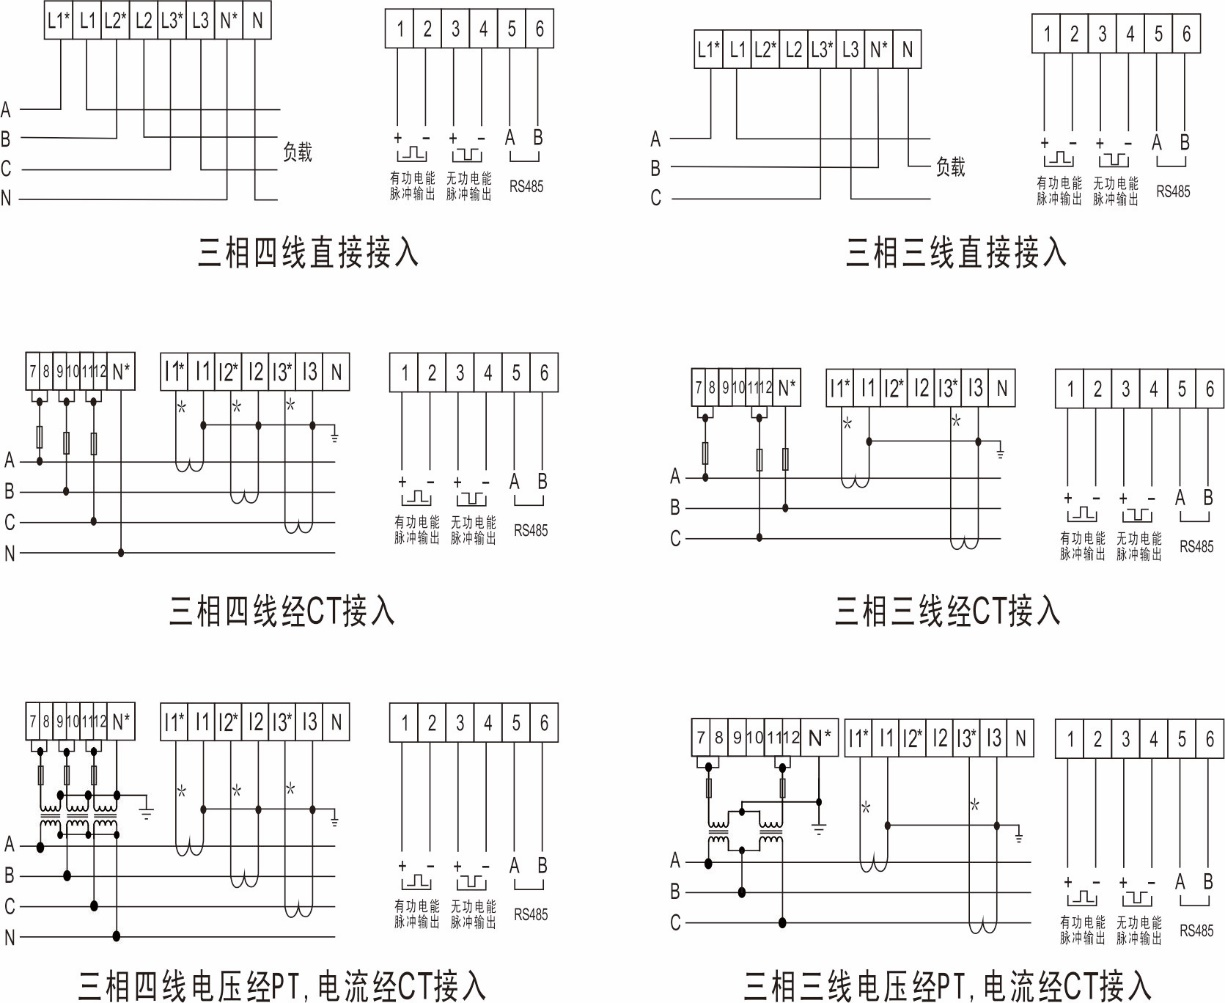 L1* L1 L2* L2 L3* L3 N* N
1 2 3 4 5 6
A
B
C
N
负载
+ − + − A B
有功电能 无功电能
脉冲输出 脉冲输出
RS485
三相四线直接接入
L1* L1 L2* L2 L3* L3 N* N
1 2 3 4 5 6
A
B
C
负载
+ − + − A B
有功电能 无功电能
脉冲输出 脉冲输出
RS485
三相三线直接接入
7 8 9 10 11 12 N*
I1* I1 I2* I2 I3* I3 N
1 2 3 4 5 6
* * *
A
B
C
N
+ − + − A B
有功电能 无功电能
脉冲输出 脉冲输出
RS485
三相四线经CT接入
7 8 9 10 11 12 N*
I1* I1 I2* I2 I3* I3 N
1 2 3 4 5 6
* *
A
B
C
+ − + − A B
有功电能 无功电能
脉冲输出 脉冲输出
RS485
三相三线经CT接入
7 8 9 10 11 12 N*
I1* I1 I2* I2 I3* I3 N
1 2 3 4 5 6
* * *
A
B
C
N
+ − + − A B
有功电能 无功电能
脉冲输出 脉冲输出
RS485
三相四线电压经PT,电流经CT接入
7 8 9 10 11 12 N*
I1* I1 I2* I2 I3* I3 N
1 2 3 4 5 6
* *
A
B
C
+ − + − A B
有功电能 无功电能
脉冲输出 脉冲输出
RS485
三相三线电压经PT,电流经CT接入